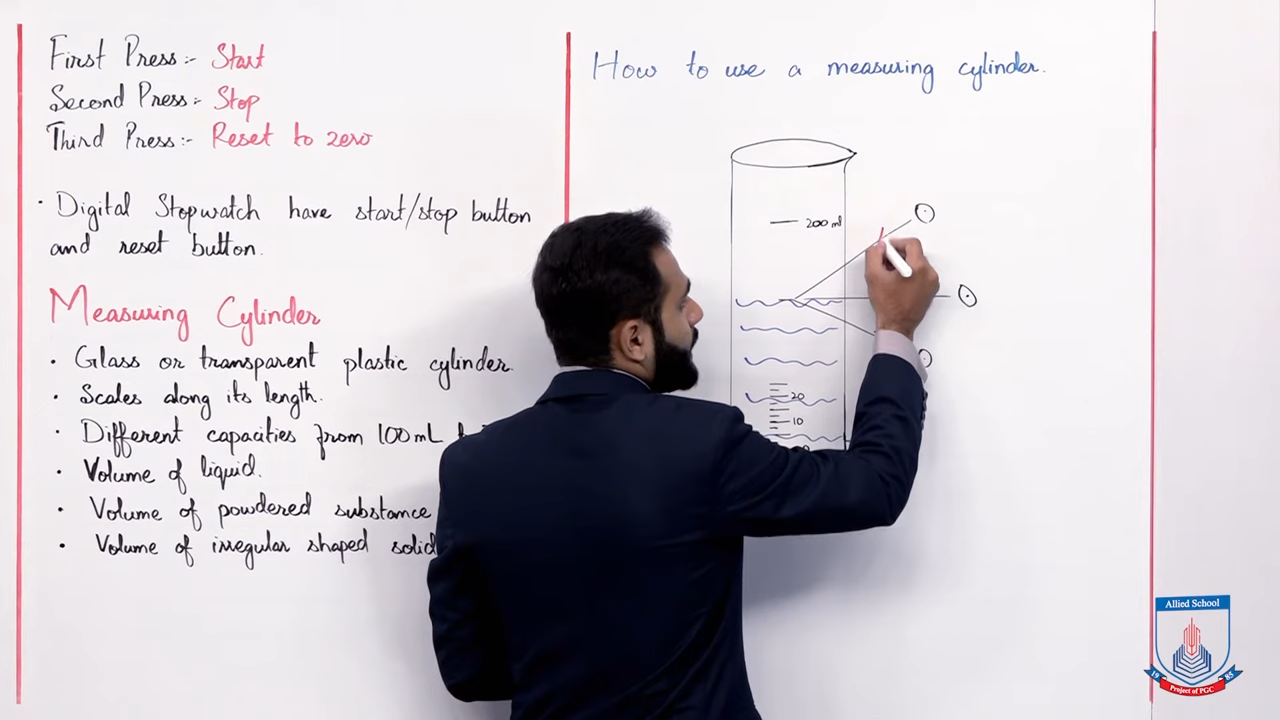 First Press:- Start
Second Press:- Stop
Third Press:- Reset to zero
· Digital Stopwatch have start/stop button
and reset button.
Measuring Cylinder
· Glass or transparent plastic cylinder.
· Scales along its length.
· Different capacities from 100mL
· Volume of liquid.
· Volume of powdered substance
· Volume of irregular shaped solid
How to use a measuring cylinder.
200 ml
20
10
Allied School
19 85
Project of PGC